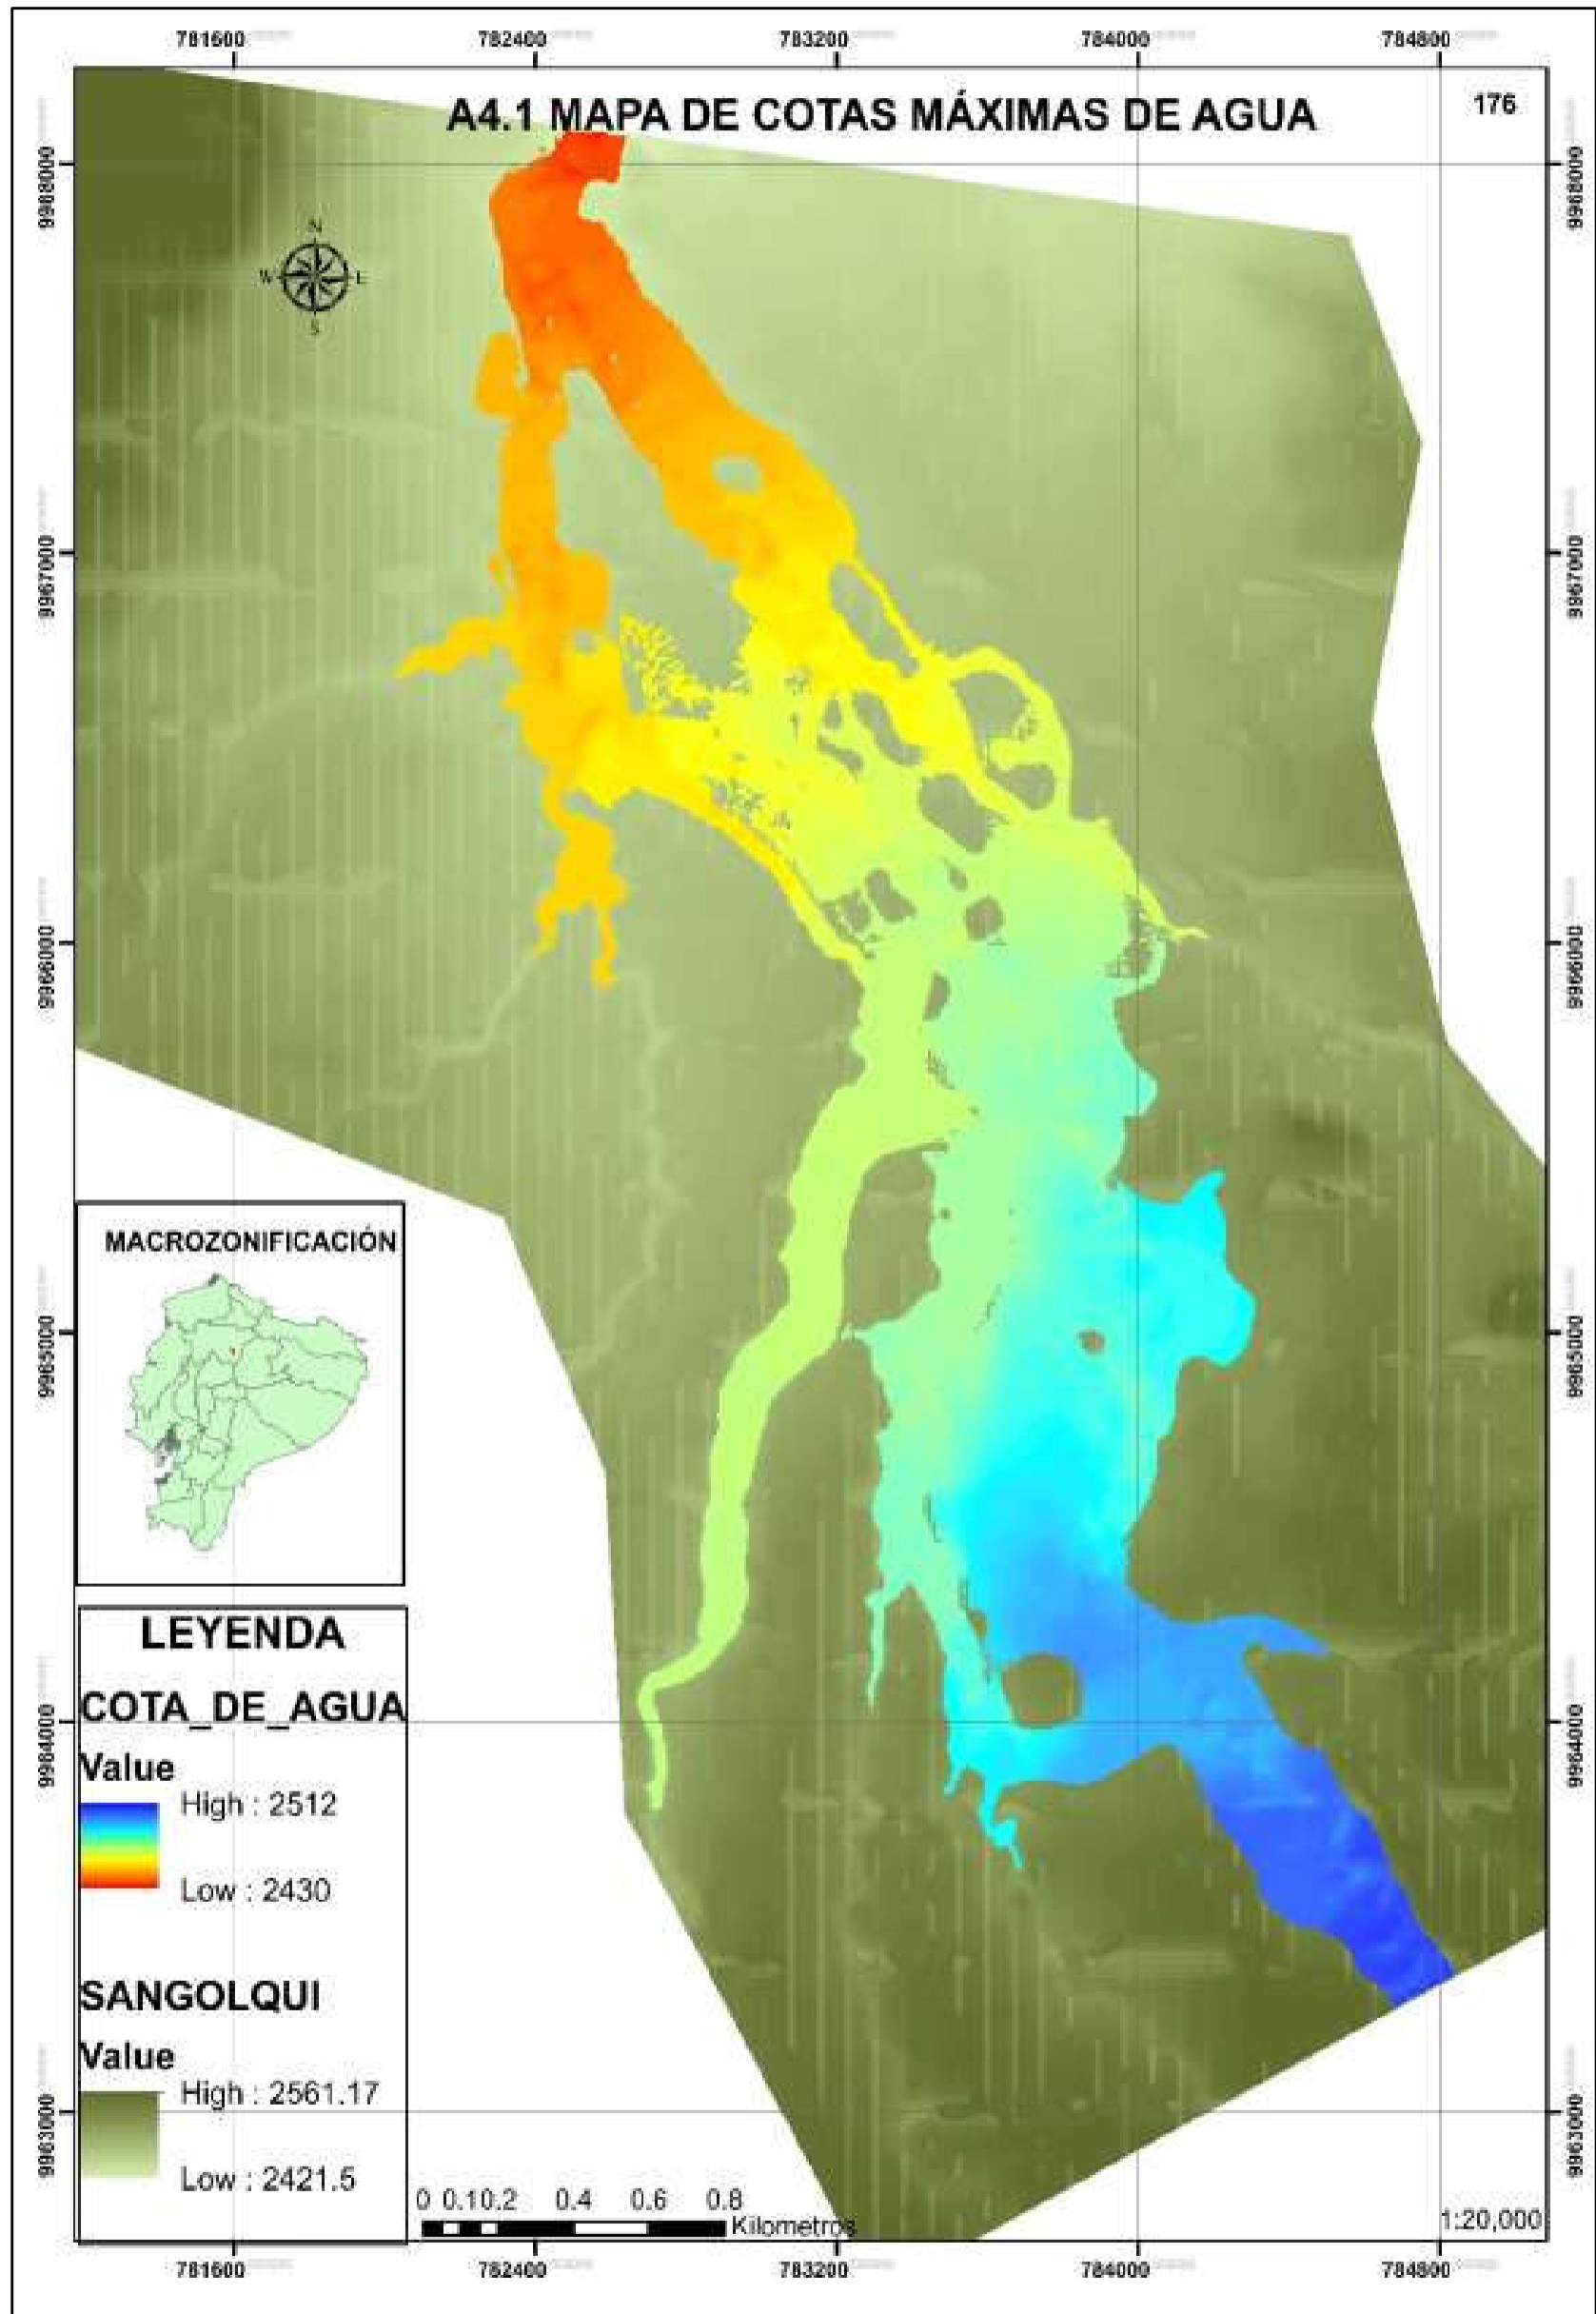 781600 782400 783200 784000 784800
A4.1 MAPA DE COTAS MÁXIMAS DE AGUA
176
9968000
9968000
N
W E
S
9967000
9967000
9966000
9966000
MACROZONIFICACIÓN
9965000
9965000
LEYENDA
COTA_DE_AGUA
9964000
9964000
Value
High : 2512
Low : 2430
SANGOLQUI
Value
High : 2561.17
9963000
9963000
Low : 2421.5
0 0.1 0.2 0.4 0.6 0.8
Kilometros
1:20,000
781600 782400 783200 784000 784800